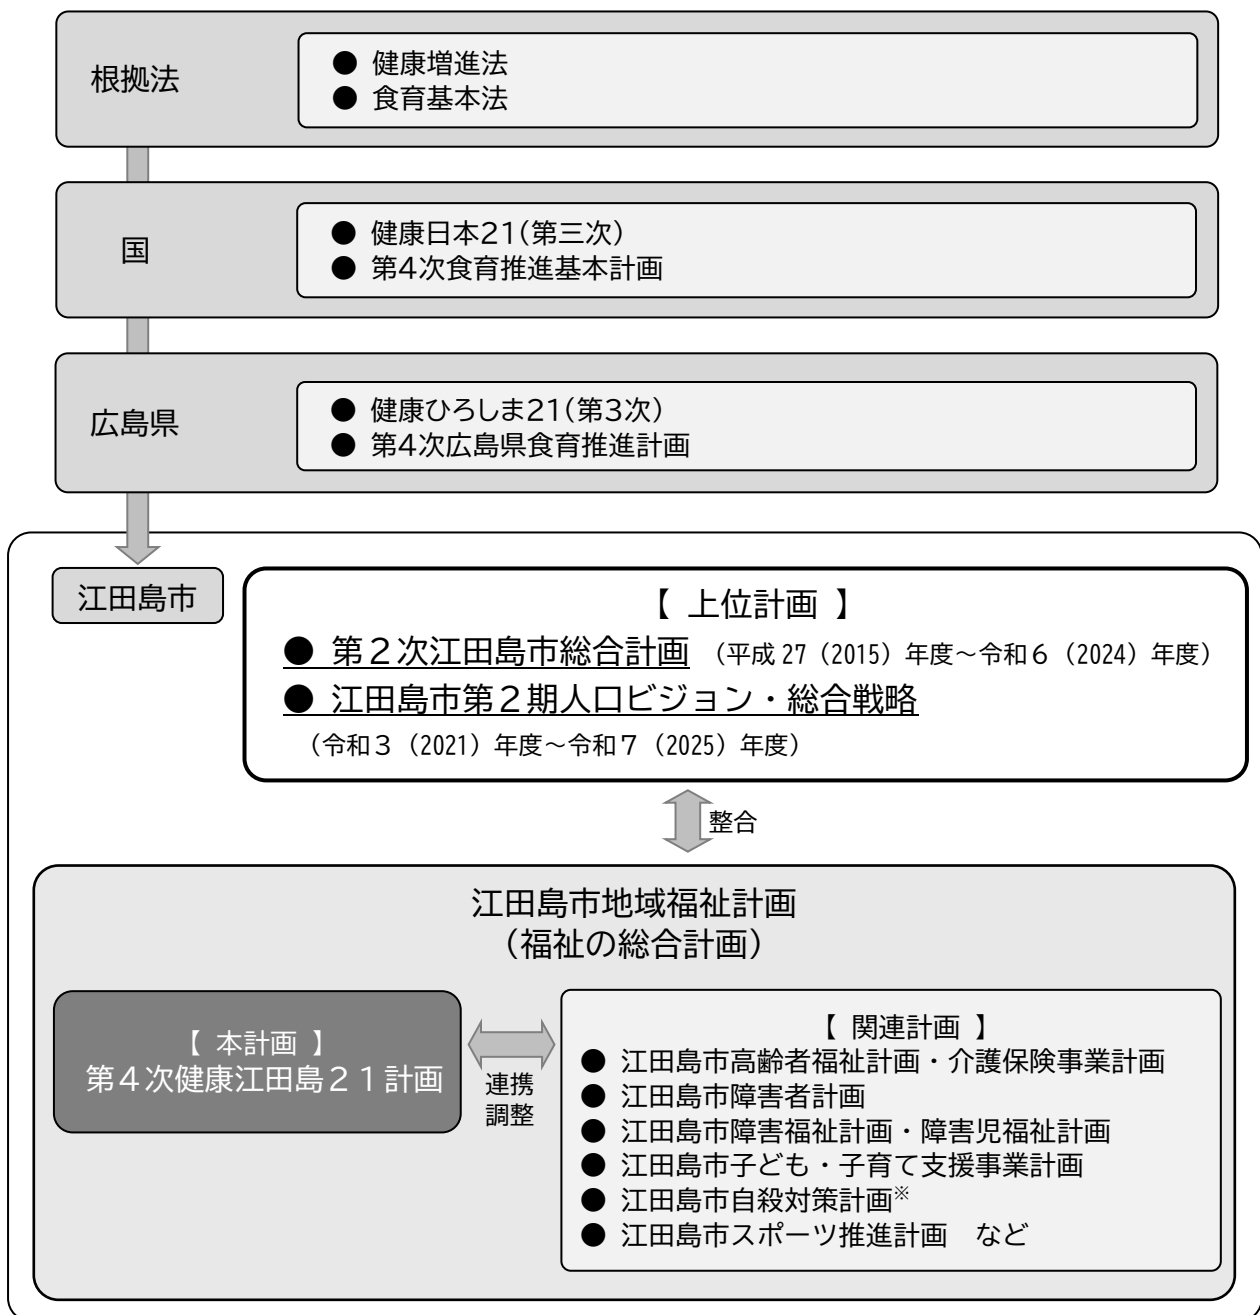 根拠法
● 健康増進法
● 食育基本法
国
● 健康日本21(第三次)
● 第4次食育推進基本計画
広島県
● 健康ひろしま21(第3次)
● 第4次広島県食育推進計画
江田島市
【 上位計画 】
● 第２次江田島市総合計画 （平成 27（2015）年度～令和６（2024）年度）
● 江田島市第２期人口ビジョン・総合戦略
（令和３（2021）年度～令和７（2025）年度）
整合
江田島市地域福祉計画
（福祉の総合計画）
【 本計画 】
第４次健康江田島２１計画
連携
調整
【 関連計画 】
● 江田島市高齢者福祉計画・介護保険事業計画
● 江田島市障害者計画
● 江田島市障害福祉計画・障害児福祉計画
● 江田島市子ども・子育て支援事業計画
● 江田島市自殺対策計画※
● 江田島市スポーツ推進計画　など